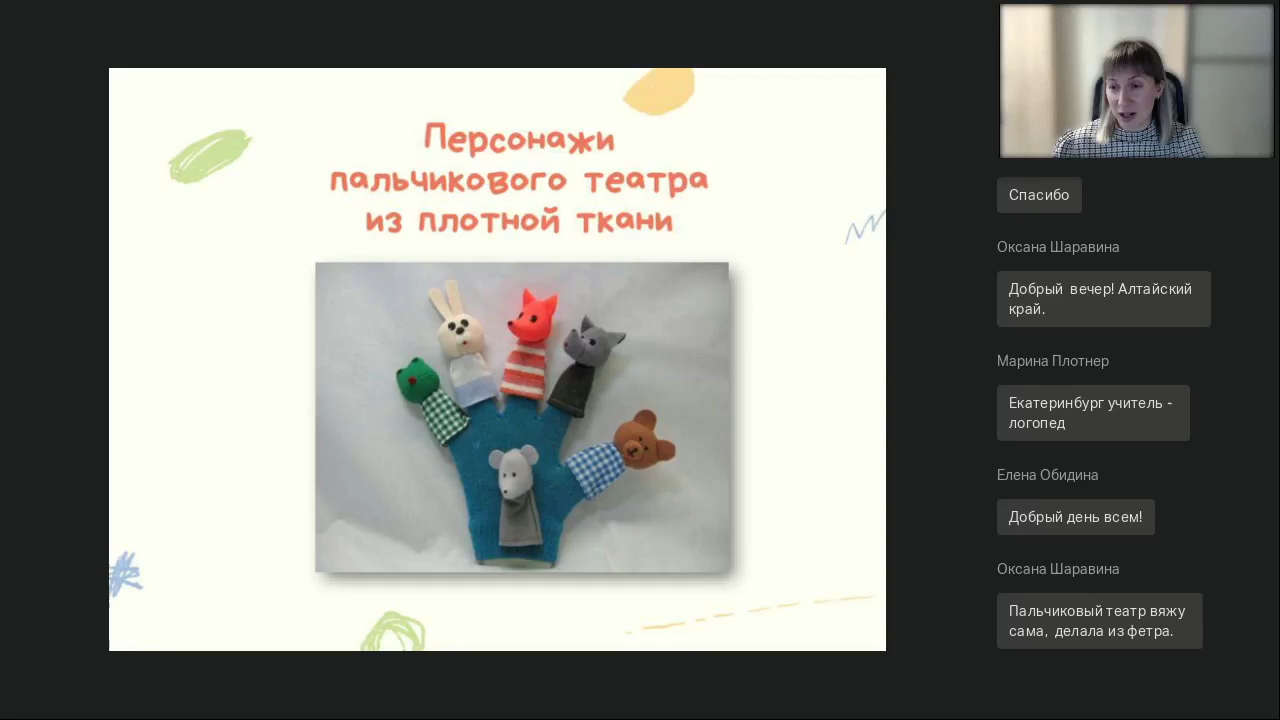 Персонажи
пальчикового театра
из плотной ткани
Спасибо
Оксана Шаравина
Добрый вечер! Алтайский
край.
Марина Плотнер
Екатеринбург учитель -
логопед
Елена Обидина
Добрый день всем!
Оксана Шаравина
Пальчиковый театр вяжу
сама, делала из фетра.